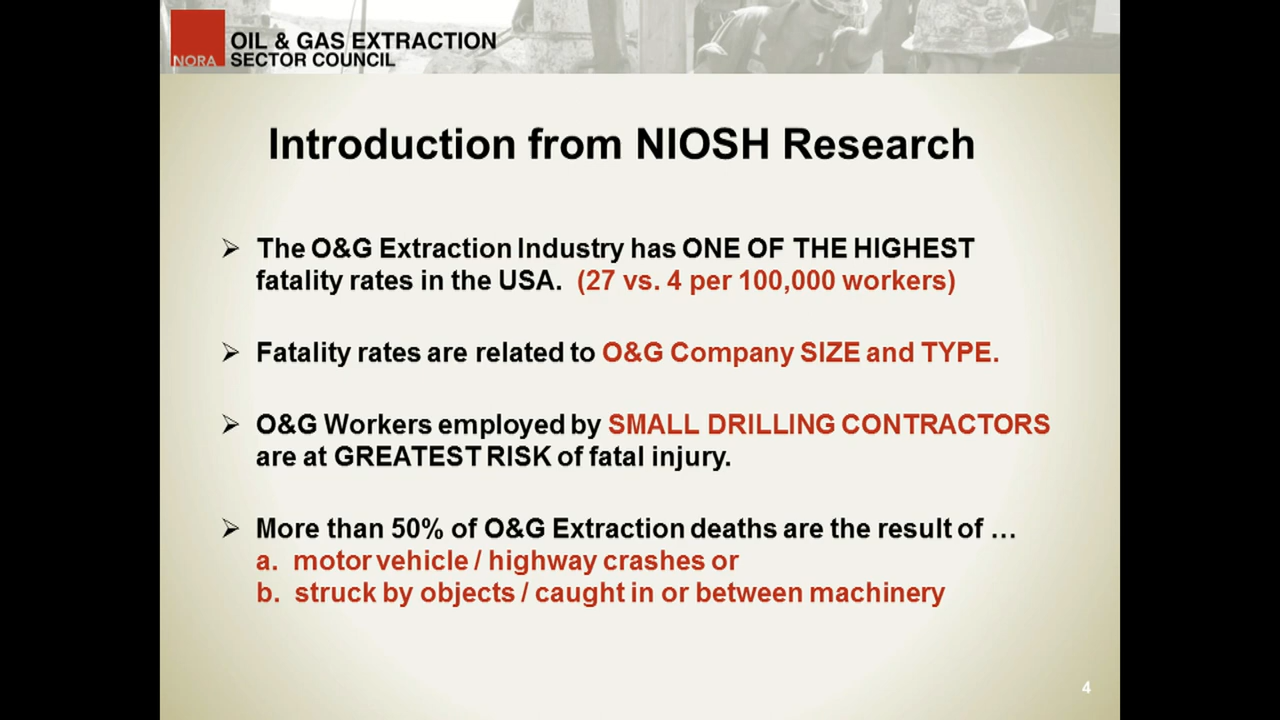 NORA
OIL & GAS EXTRACTION
SECTOR COUNCIL
Introduction from NIOSH Research
➢ The O&G Extraction Industry has ONE OF THE HIGHEST
fatality rates in the USA. (27 vs. 4 per 100,000 workers)
➢ Fatality rates are related to O&G Company SIZE and TYPE.
➢ O&G Workers employed by SMALL DRILLING CONTRACTORS
are at GREATEST RISK of fatal injury.
➢ More than 50% of O&G Extraction deaths are the result of …
a. motor vehicle / highway crashes or
b. struck by objects / caught in or between machinery
4